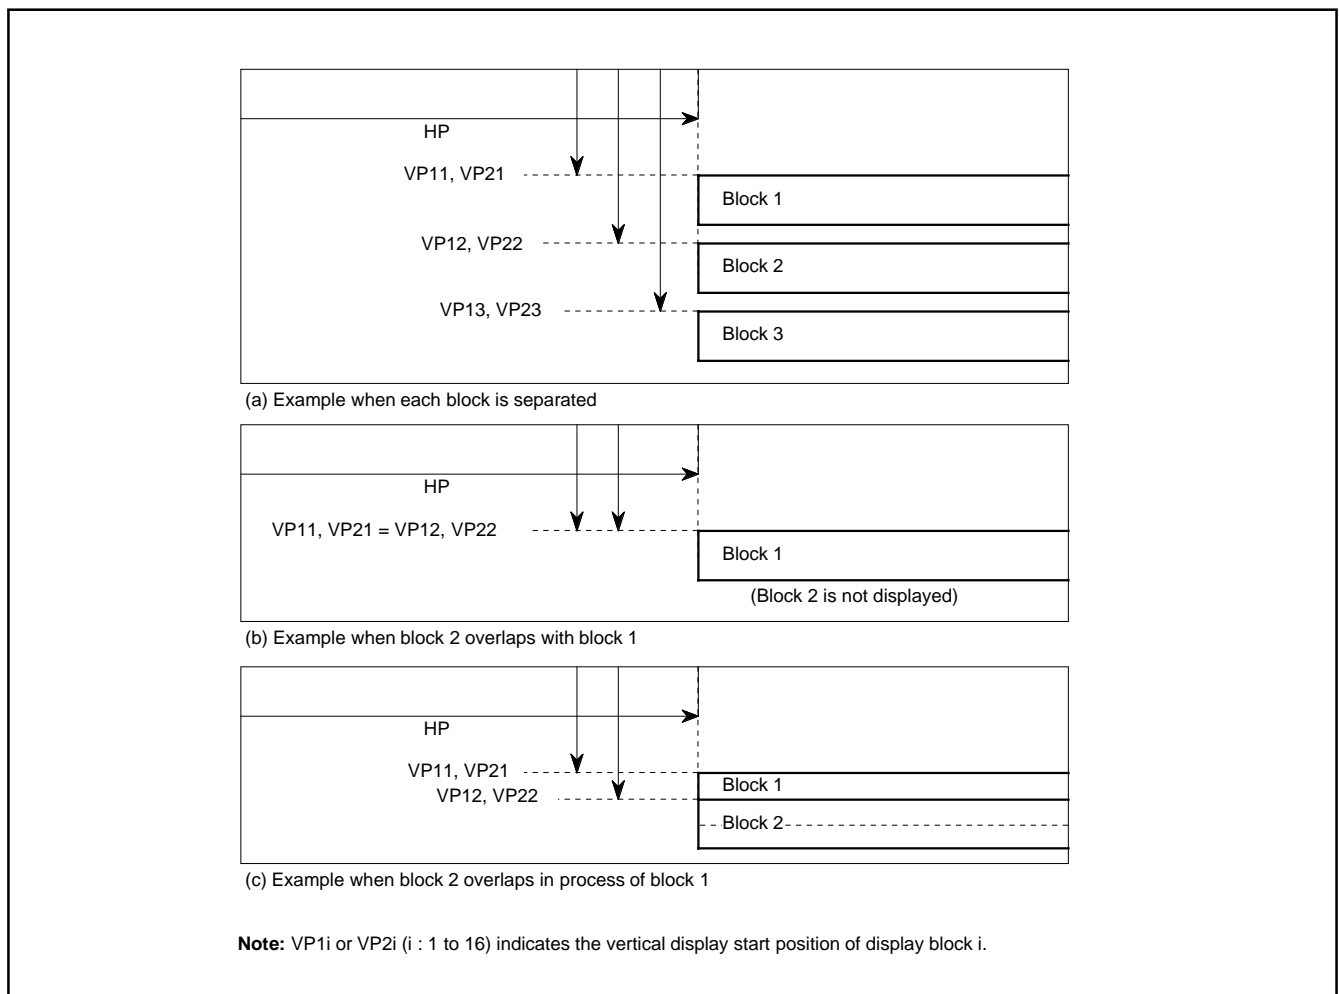 HP
VP11, VP21
Block 1
VP12, VP22
Block 2
VP13, VP23
Block 3
(a) Example when each block is separated
HP
VP11, VP21 = VP12, VP22
Block 1
(Block 2 is not displayed)
(b) Example when block 2 overlaps with block 1
HP
VP11, VP21
Block 1
VP12, VP22
Block 2
(c) Example when block 2 overlaps in process of block 1
Note: VP1i or VP2i (i : 1 to 16) indicates the vertical display start position of display block i.